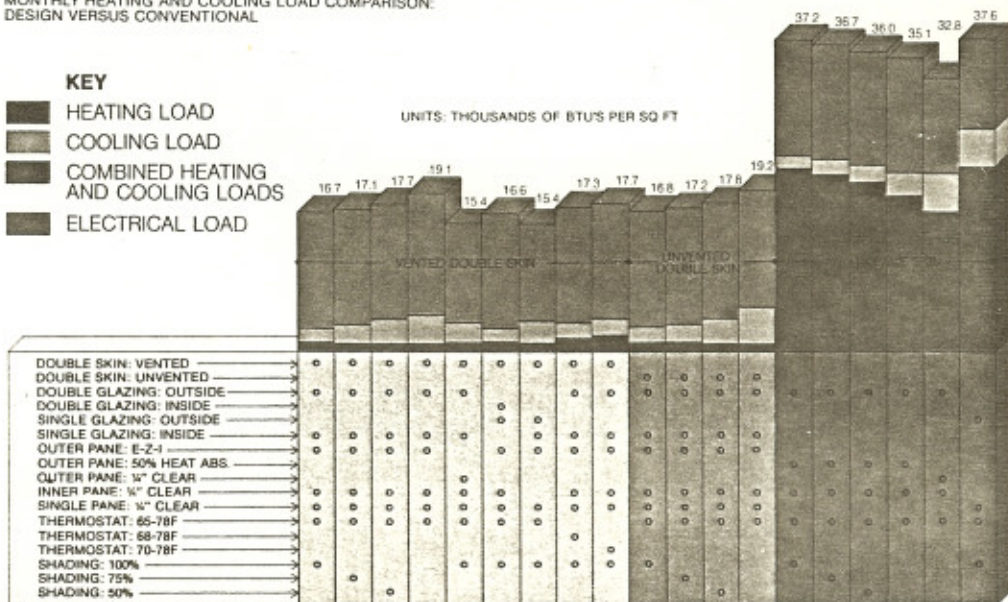 MONTHLY HEATING AND COOLING LOAD COMPARISON:
DESIGN VERSUS CONVENTIONAL
KEY
HEATING LOAD
COOLING LOAD
COMBINED HEATING
AND COOLING LOADS
ELECTRICAL LOAD
UNITS: THOUSANDS OF BTU'S PER SQ FT
16.7 17.1 17.7 19.1 15.4 16.6 15.4 17.3 17.7 16.8 17.2 17.8 19.2 37.2 36.7 36.0 35.1 32.8 37.6
VENTED DOUBLE SKIN
UNVENTED
DOUBLE SKIN
DOUBLE SKIN: VENTED
DOUBLE SKIN: UNVENTED
DOUBLE GLAZING: OUTSIDE
DOUBLE GLAZING: INSIDE
SINGLE GLAZING: OUTSIDE
SINGLE GLAZING: INSIDE
OUTER PANE: E-Z-I
OUTER PANE: 50% HEAT ABS.
OUTER PANE: ¼" CLEAR
INNER PANE: ¼" CLEAR
SINGLE PANE: ¼" CLEAR
THERMOSTAT: 65-78F
THERMOSTAT: 68-78F
THERMOSTAT: 70-78F
SHADING: 100%
SHADING: 75%
SHADING: 50%